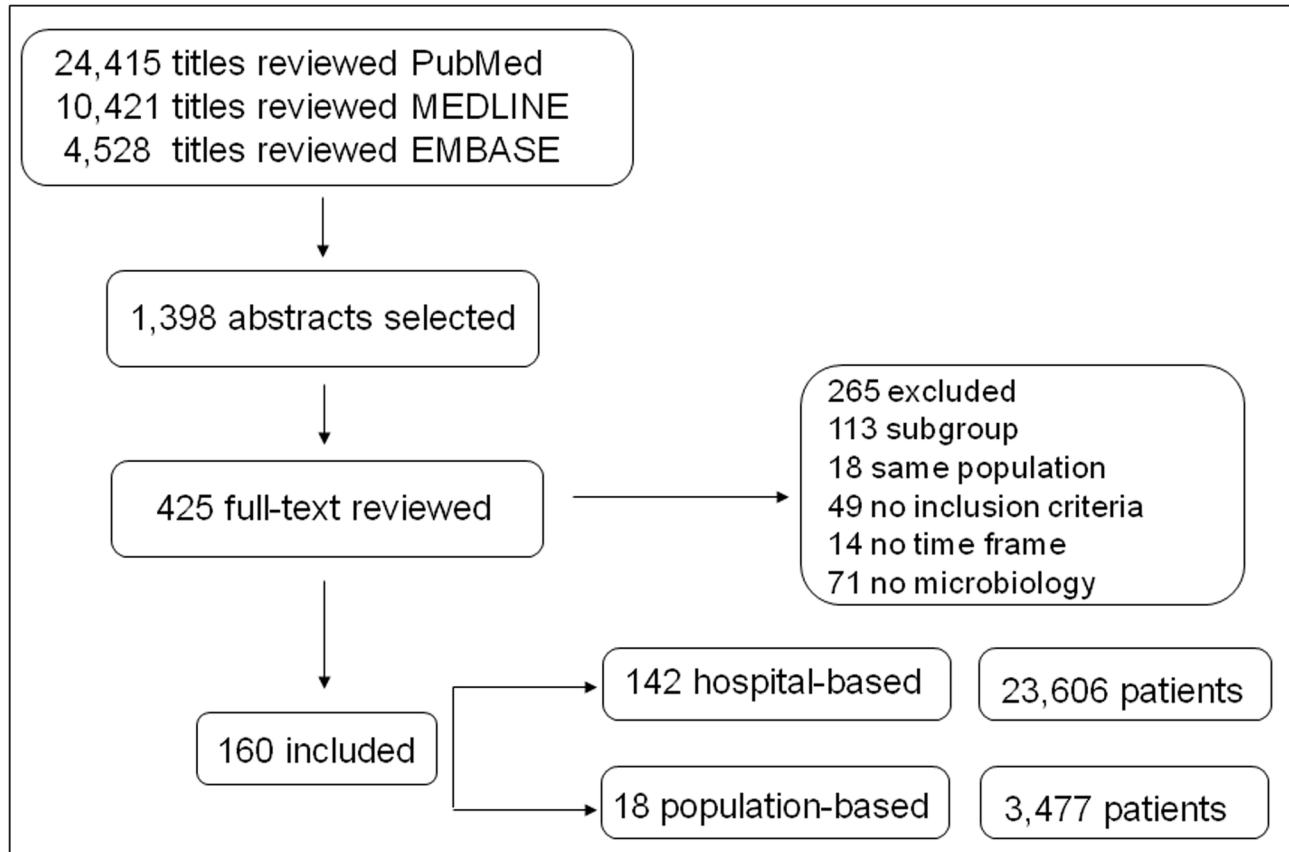 24,415 titles reviewed PubMed
10,421 titles reviewed MEDLINE
4,528 titles reviewed EMBASE
1,398 abstracts selected
425 full-text reviewed
265 excluded
113 subgroup
18 same population
49 no inclusion criteria
14 no time frame
71 no microbiology
160 included
142 hospital-based
23,606 patients
18 population-based
3,477 patients